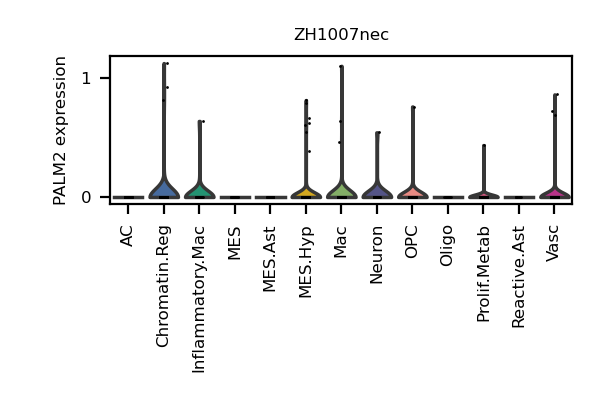 ZH1007nec
PALM2 expression
1
0
AC
Chromatin.Reg
Inflammatory.Mac
MES
MES.Ast
MES.Hyp
Mac
Neuron
OPC
Oligo
Prolif.Metab
Reactive.Ast
Vasc